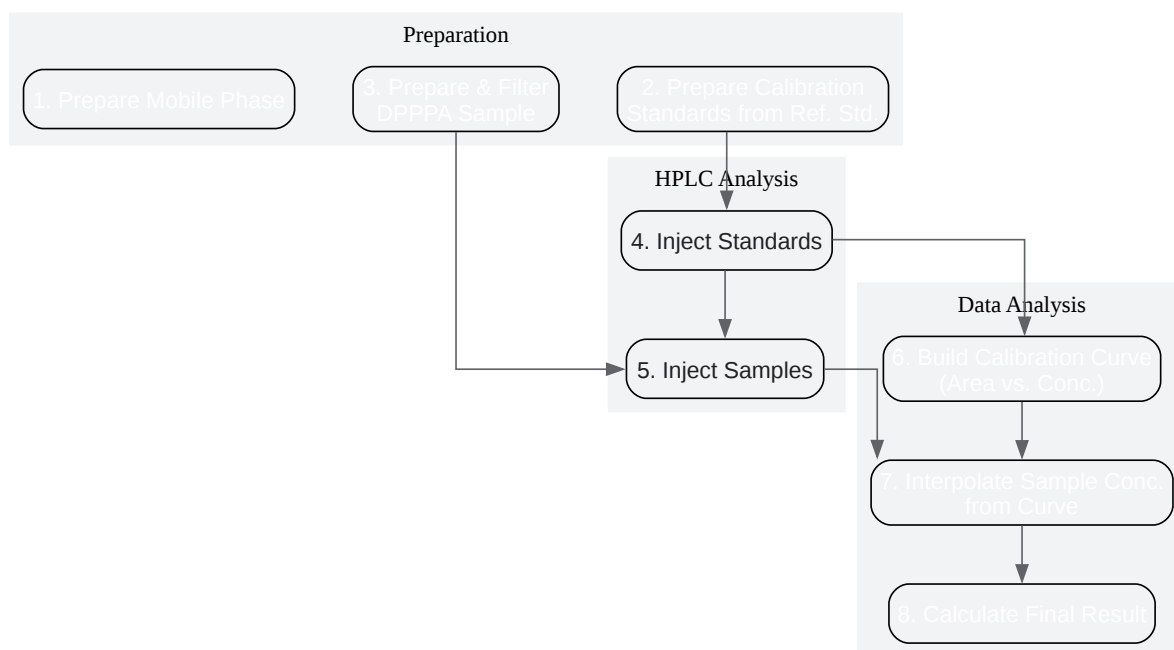 Preparation
1. Prepare Mobile Phase
3. Prepare & Filter
DPPPA Sample
2. Prepare Calibration
Standards from Ref. Std.
HPLC Analysis
4. Inject Standards
5. Inject Samples
Data Analysis
6. Build Calibration Curve
(Area vs. Conc.)
7. Interpolate Sample Conc.
from Curve
8. Calculate Final Result